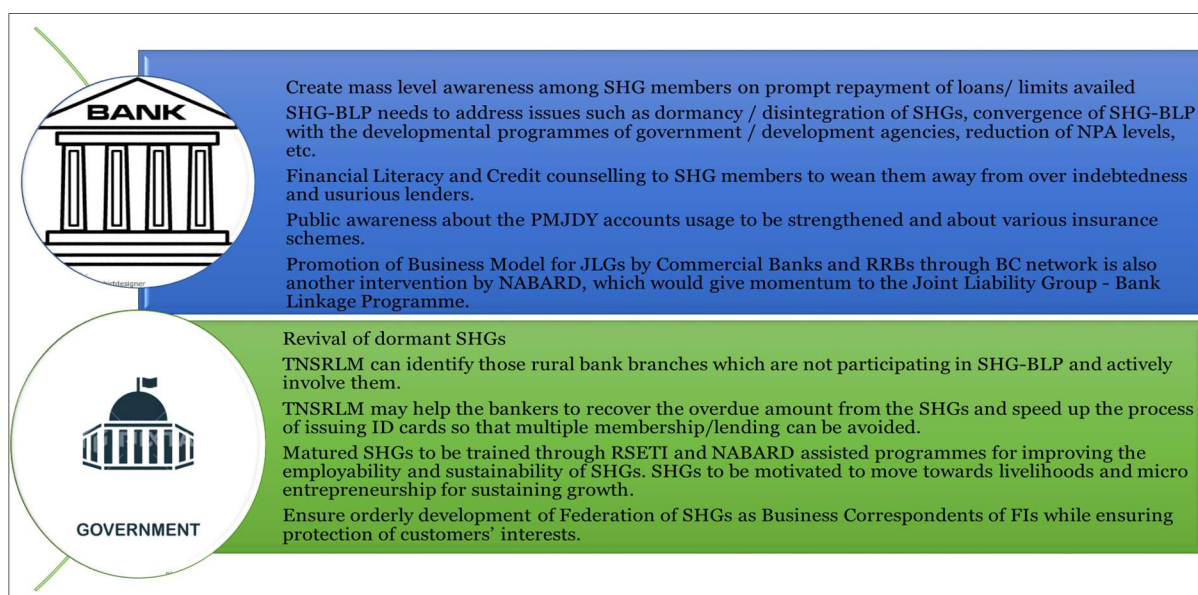 BANK
Create mass level awareness among SHG members on prompt repayment of loans/ limits availed
SHG-BLP needs to address issues such as dormancy / disintegration of SHGs, convergence of SHG-BLP
with the developmental programmes of government / development agencies, reduction of NPA levels,
etc.
Financial Literacy and Credit counselling to SHG members to wean them away from over indebtedness
and usurious lenders.
Public awareness about the PMJDY accounts usage to be strengthened and about various insurance
schemes.
Promotion of Business Model for JLGs by Commercial Banks and RRBs through BC network is also
another intervention by NABARD, which would give momentum to the Joint Liability Group - Bank
Linkage Programme.
GOVERNMENT
Revival of dormant SHGs
TNSRLM can identify those rural bank branches which are not participating in SHG-BLP and actively
involve them.
TNSRLM may help the bankers to recover the overdue amount from the SHGs and speed up the process
of issuing ID cards so that multiple membership/lending can be avoided.
Matured SHGs to be trained through RSETI and NABARD assisted programmes for improving the
employability and sustainability of SHGs. SHGs to be motivated to move towards livelihoods and micro
entrepreneurship for sustaining growth.
Ensure orderly development of Federation of SHGs as Business Correspondents of FIs while ensuring
protection of customers' interests.